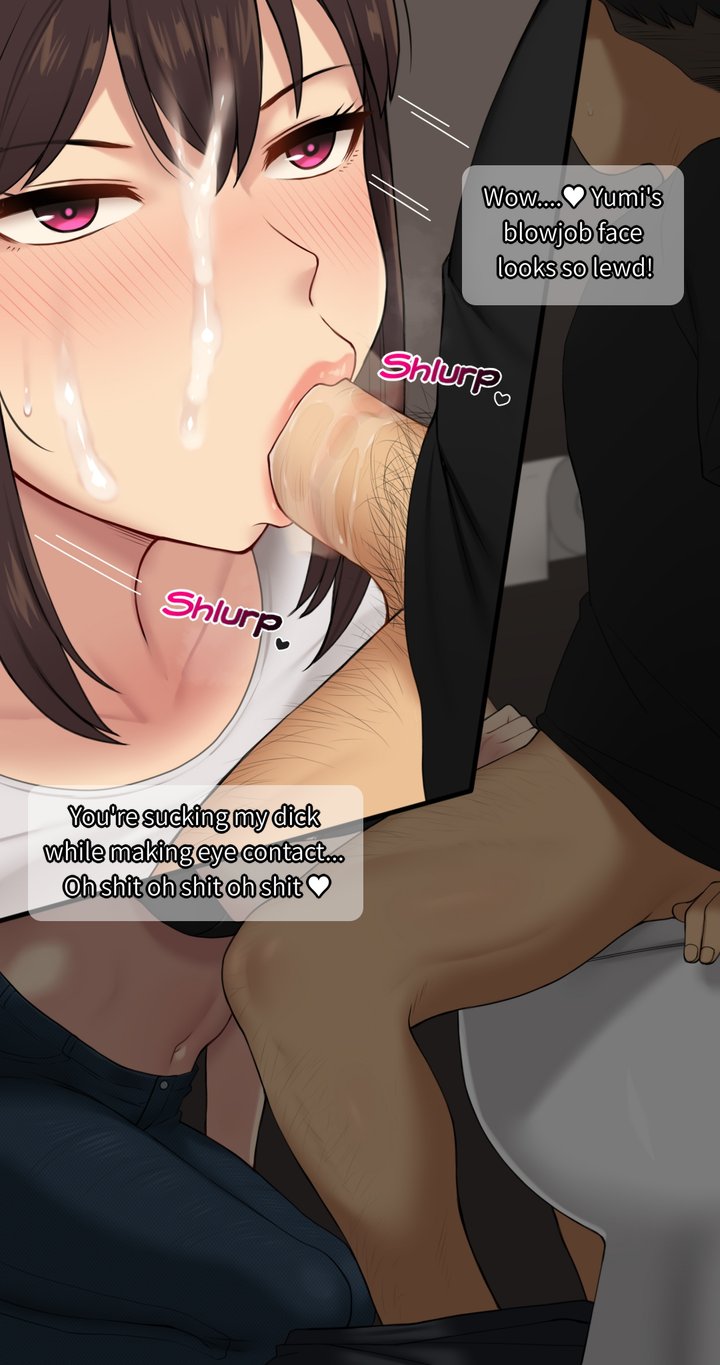 Wow....♥ Yumi's
blowjob face
looks so lewd!
Shlurp
Shlurp
You're sucking my dick
while making eye contact...
Oh shit oh shit oh shit ♥